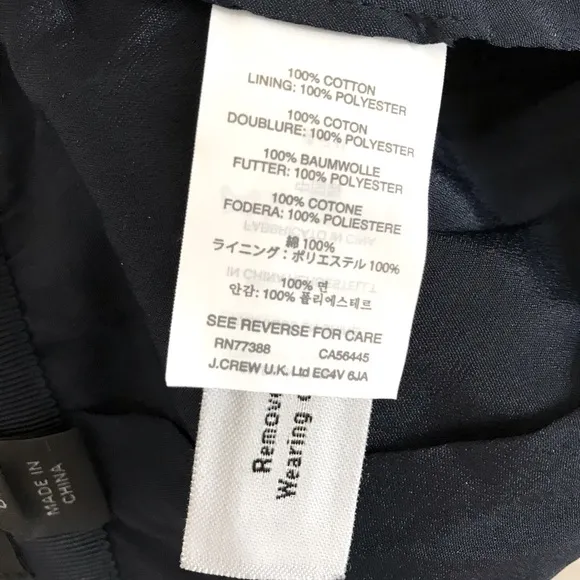 100% COTTON
LINING: 100% POLYESTER
100% COTON
DOUBLURE: 100% POLYESTER
100% BAUMWOLLE
FUTTER: 100% POLYESTER
100% COTONE
FODERA: 100% POLIESTERE
綿 100%
ライニング：ポリエステル 100%
100% 면
안감: 100% 폴리에스테르
SEE REVERSE FOR CARE
RN77388 CA56445
J.CREW U.K. Ltd EC4V 6JA
Remove
Wearing
MADE IN
CHINA